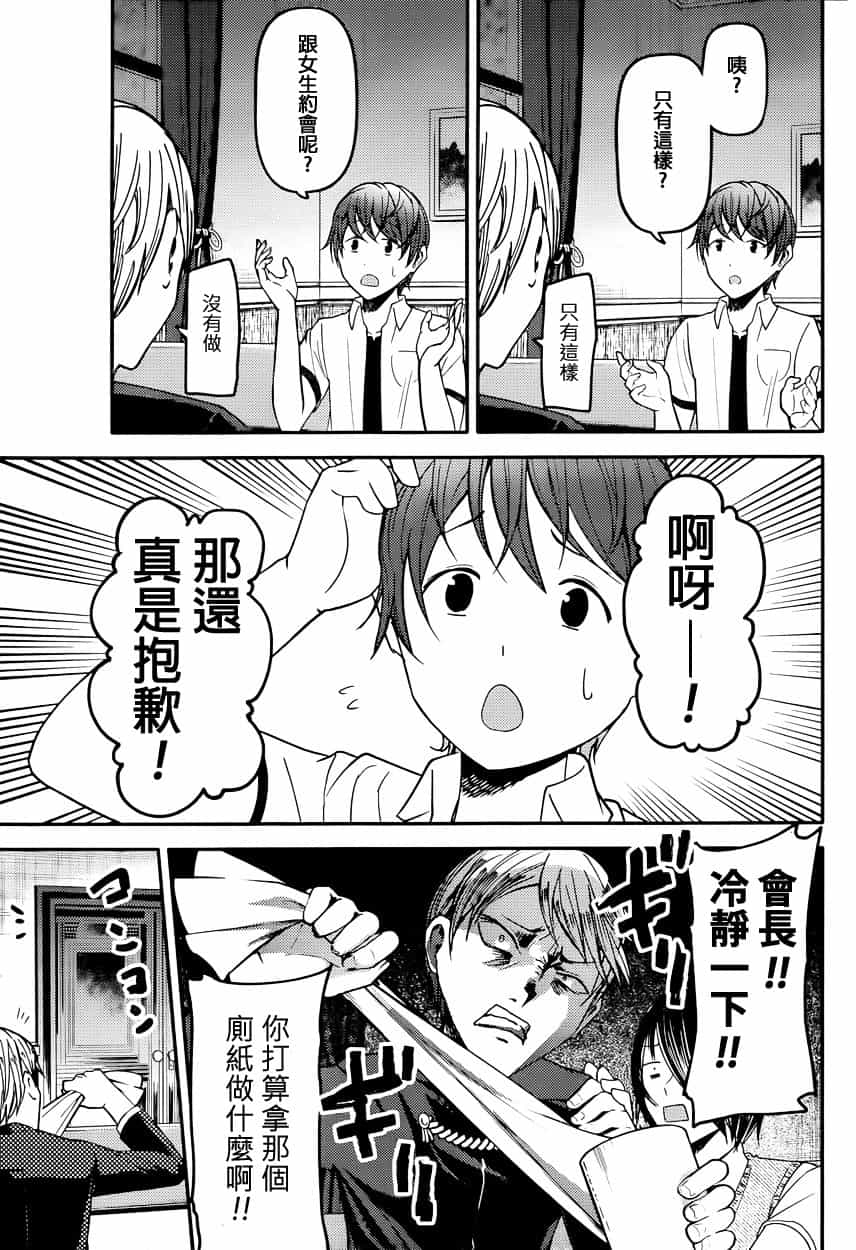 咦？
只有這樣？
只有這樣
跟女生約會呢？
沒有做
啊呀—！
那還
真是抱歉！
會長！！
冷靜一下！！
ギギ
你打算拿那個
廁紙做什麼啊！！
コンコン